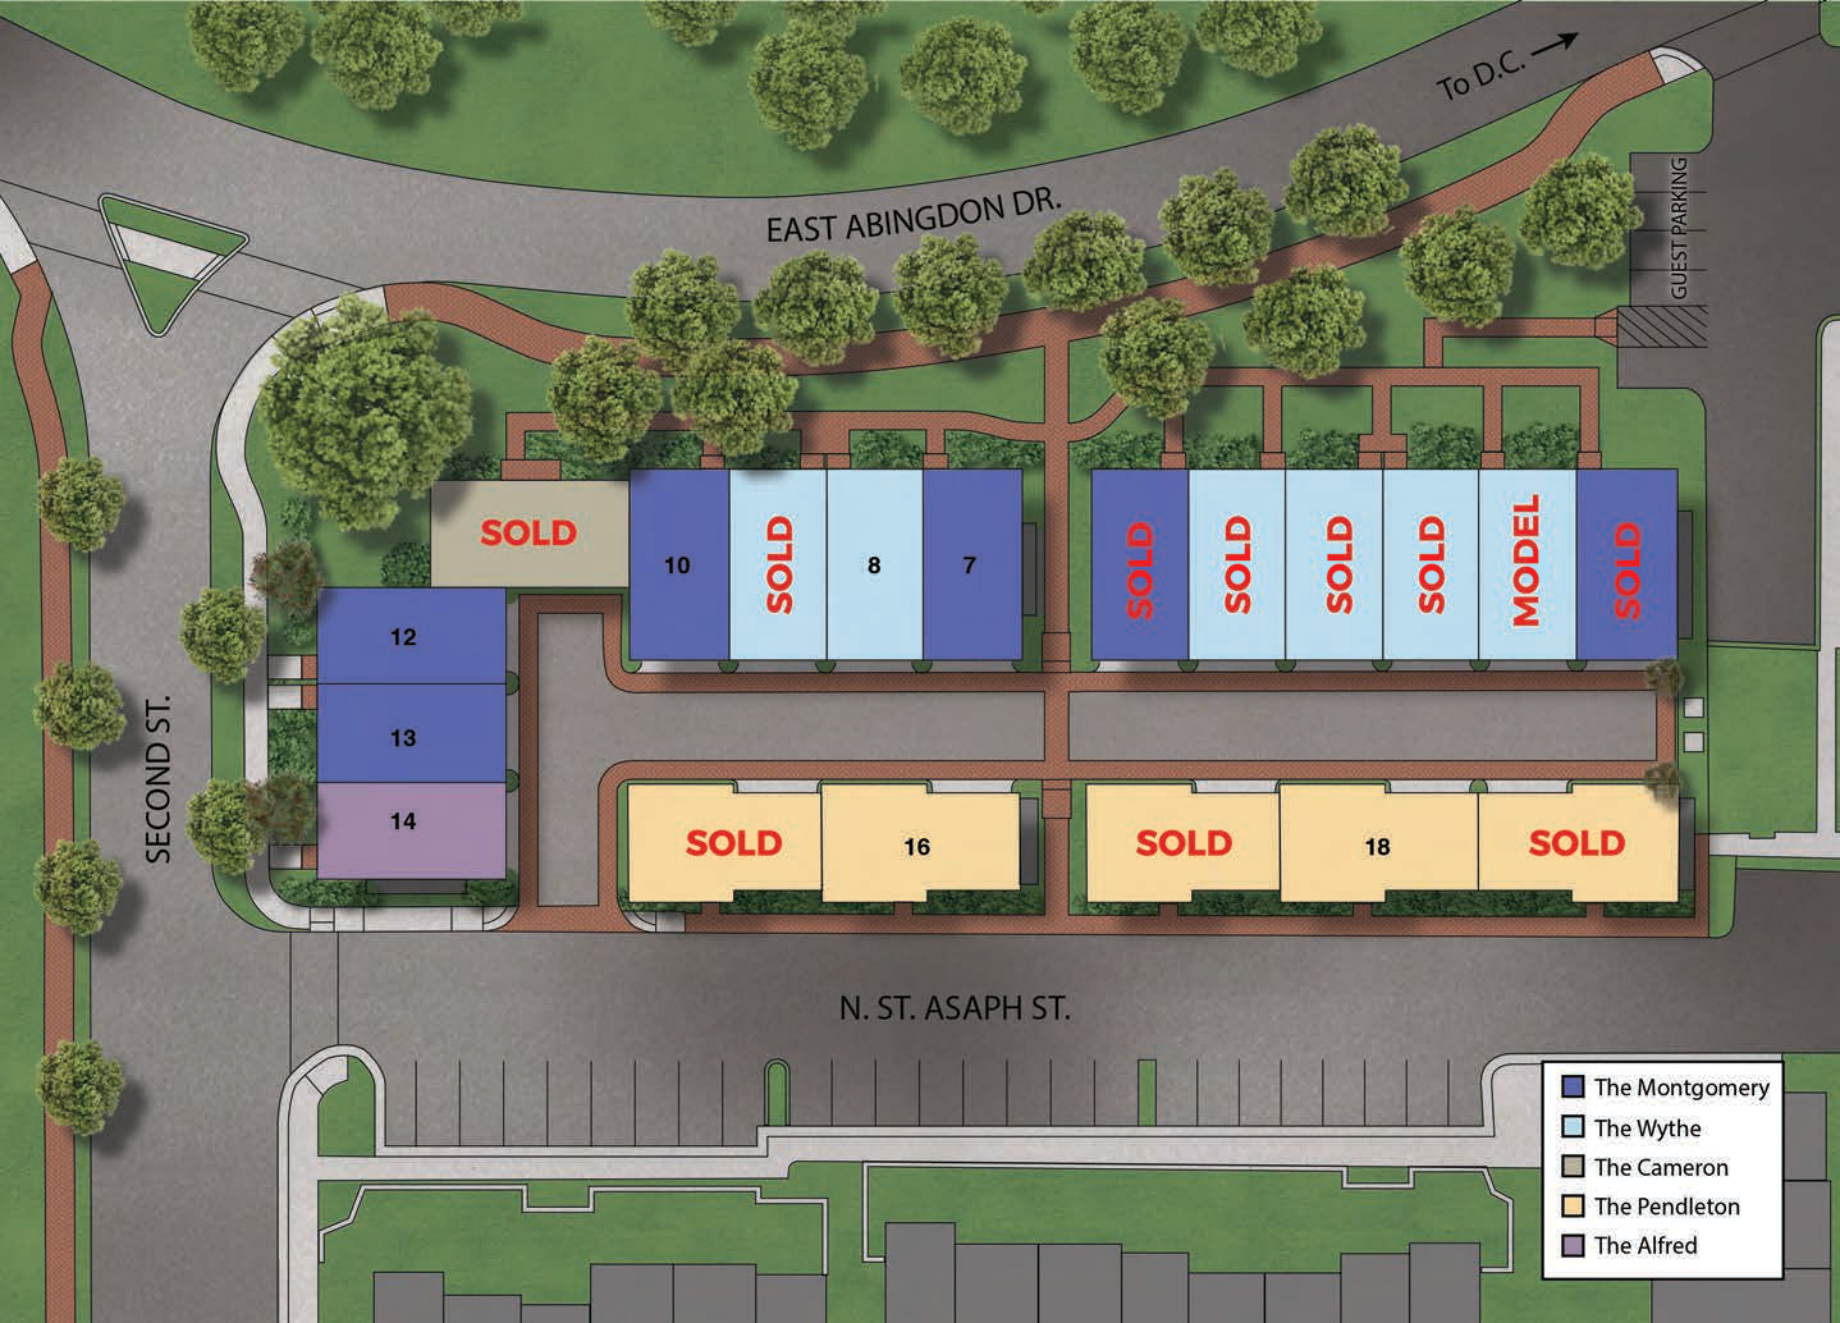 To D.C.
GUEST PARKING
EAST ABINGDON DR.
SOLD
10
SOLD
8
7
SOLD
SOLD
SOLD
SOLD
MODEL
SOLD
12
13
14
SECOND ST.
SOLD
16
SOLD
18
SOLD
N. ST. ASAPH ST.
The Montgomery
The Wythe
The Cameron
The Pendleton
The Alfred